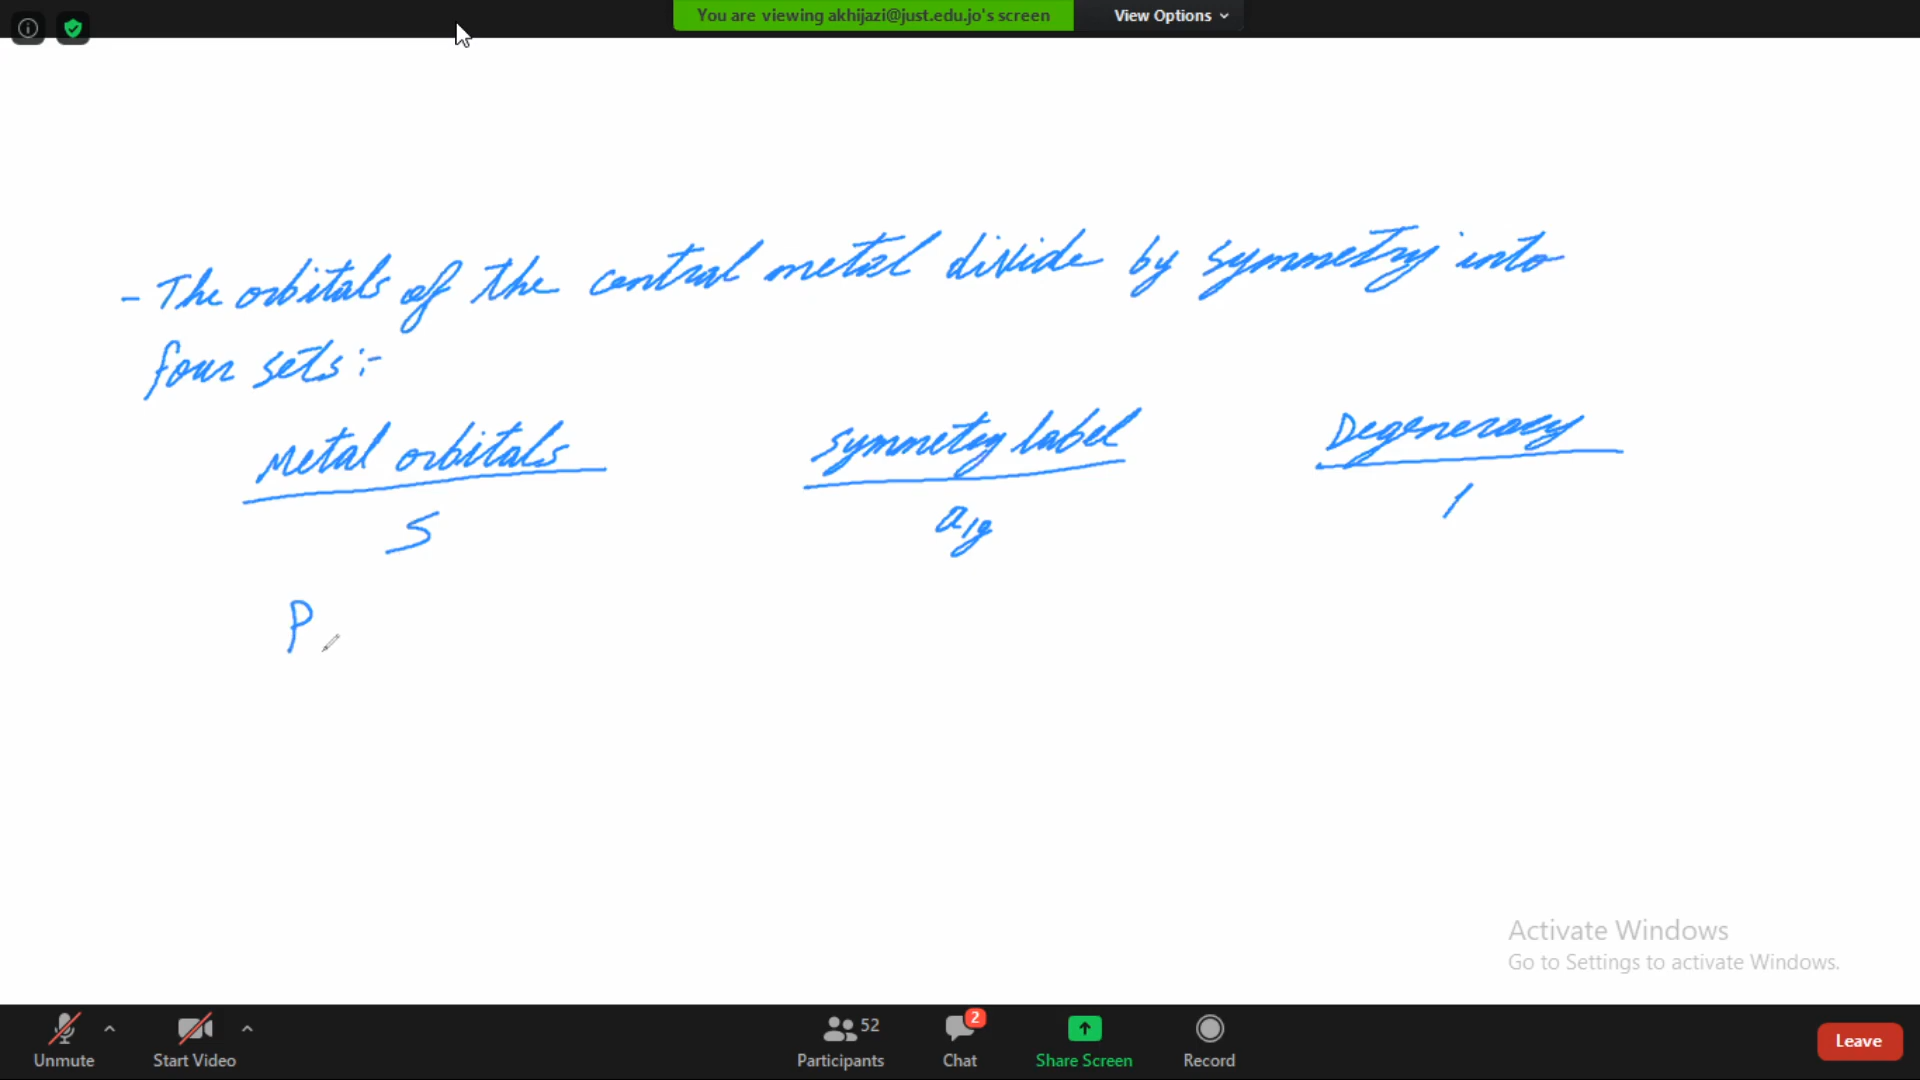 You are viewing akhijazi@just.edu.jo's screen
View Options
- The orbitals of the central metal divide by symmetry into
four sets :-
Metal orbitals
symmetry label
Degeneracy
S
a1g
1
P
Activate Windows
Go to Settings to activate Windows.
52
2
Unmute
Start Video
Participants
Chat
Share Screen
Record
Leave